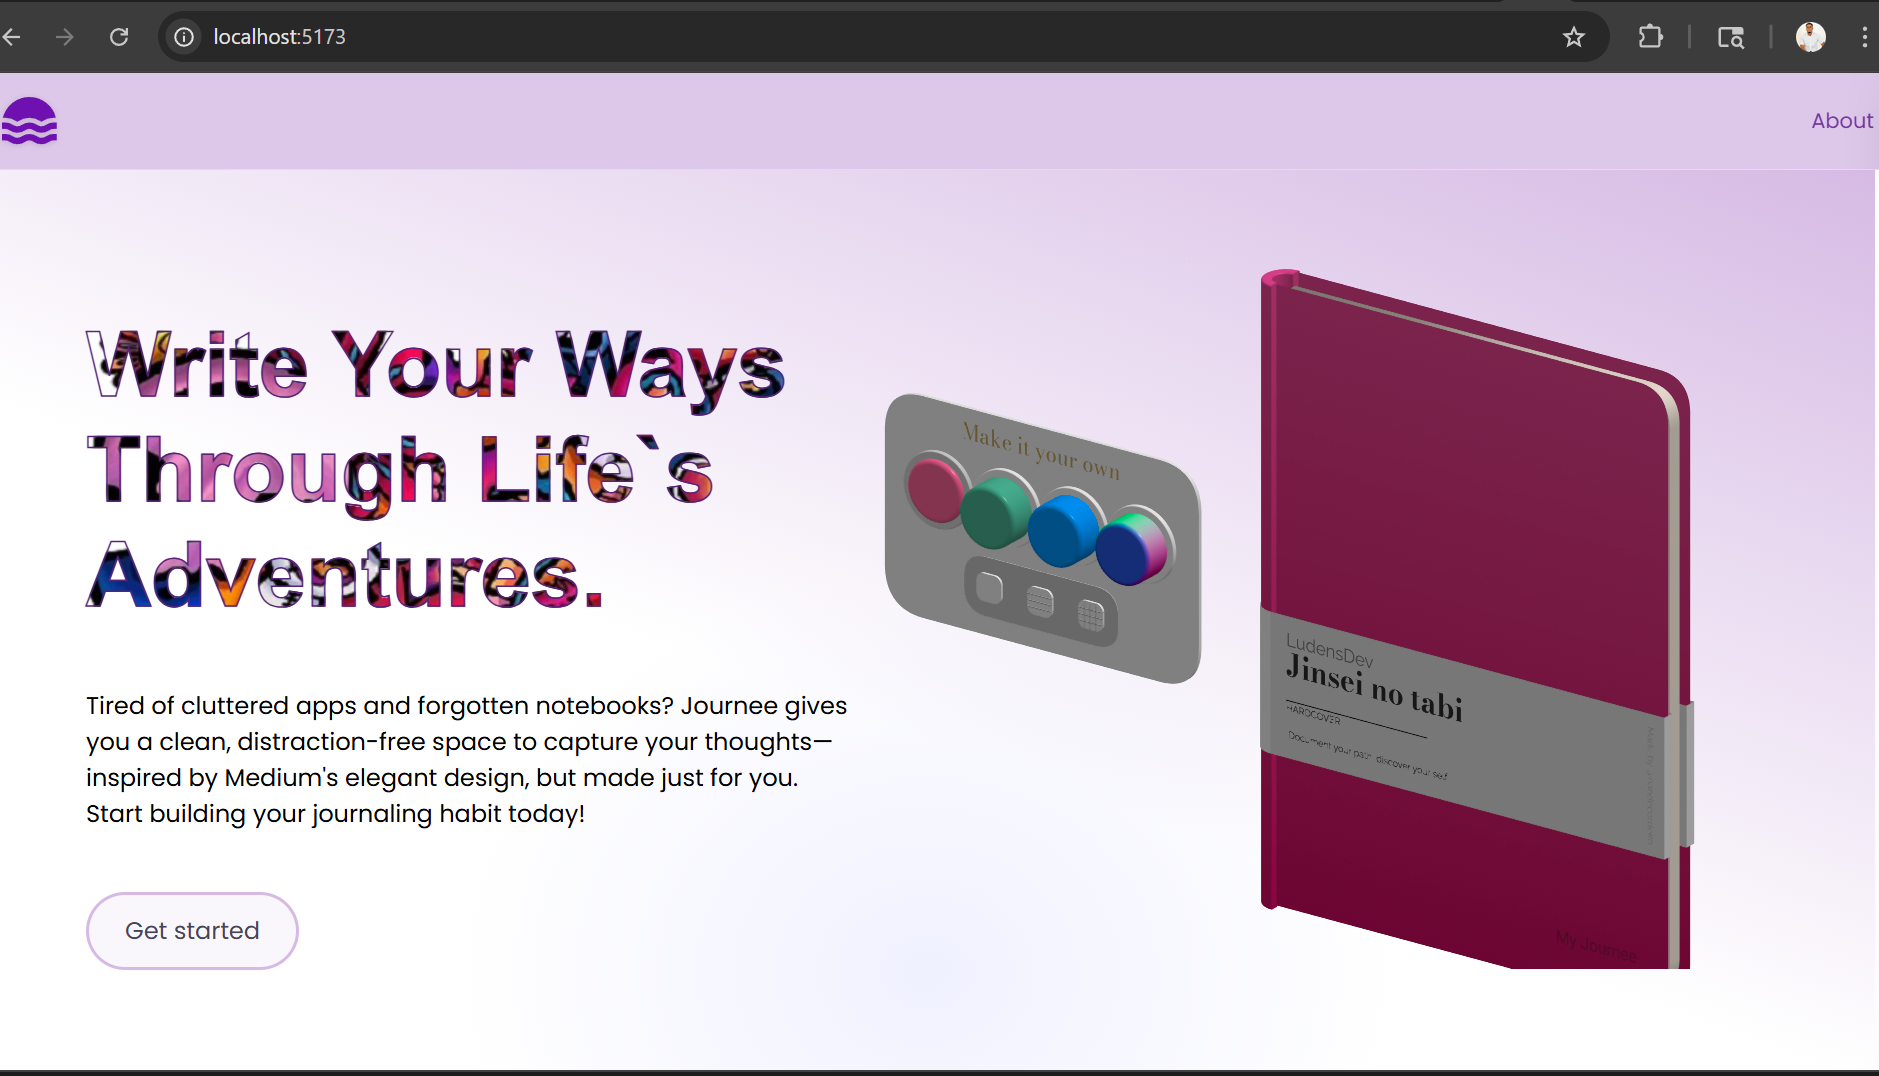 localhost:5173
About
Write Your Ways
Through Life`s
Adventures.
Tired of cluttered apps and forgotten notebooks? Journee gives
you a clean, distraction-free space to capture your thoughts—
inspired by Medium's elegant design, but made just for you.
Start building your journaling habit today!
Get started
Make it your own
LudensDev
Jinsei no tabi
HARDCOVER
Document your path, discover your self
My Journee